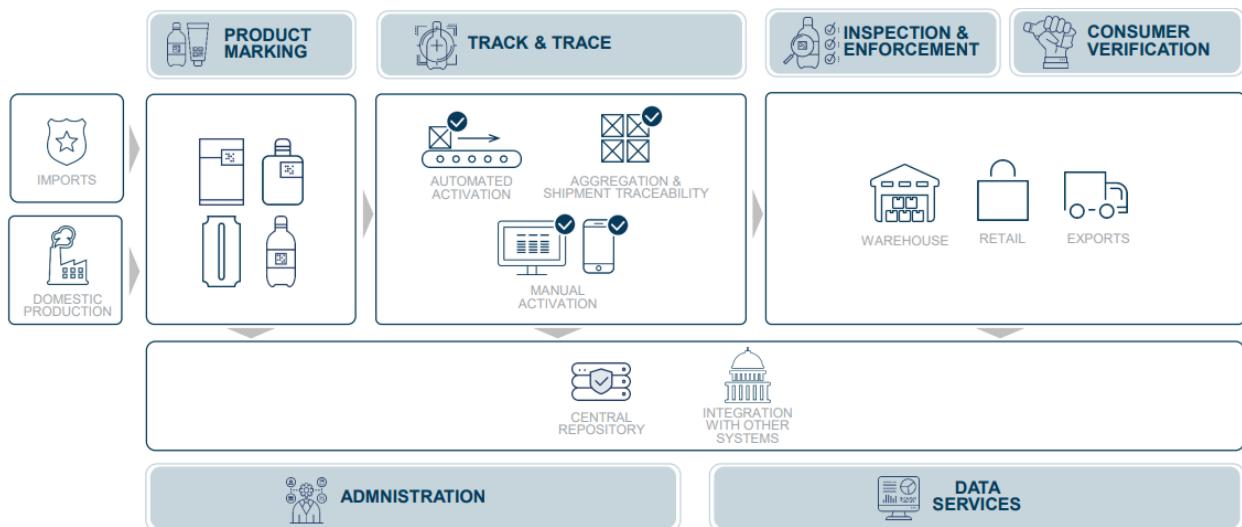 PRODUCT
MARKING
TRACK & TRACE
INSPECTION &
ENFORCEMENT
CONSUMER
VERIFICATION
IMPORTS
DOMESTIC
PRODUCTION
AUTOMATED
ACTIVATION
AGGREGATION &
SHIPMENT TRACEABILITY
MANUAL
ACTIVATION
WAREHOUSE
RETAIL
EXPORTS
CENTRAL
REPOSITORY
INTEGRATION
WITH OTHER
SYSTEMS
ADMNISTRATION
DATA
SERVICES